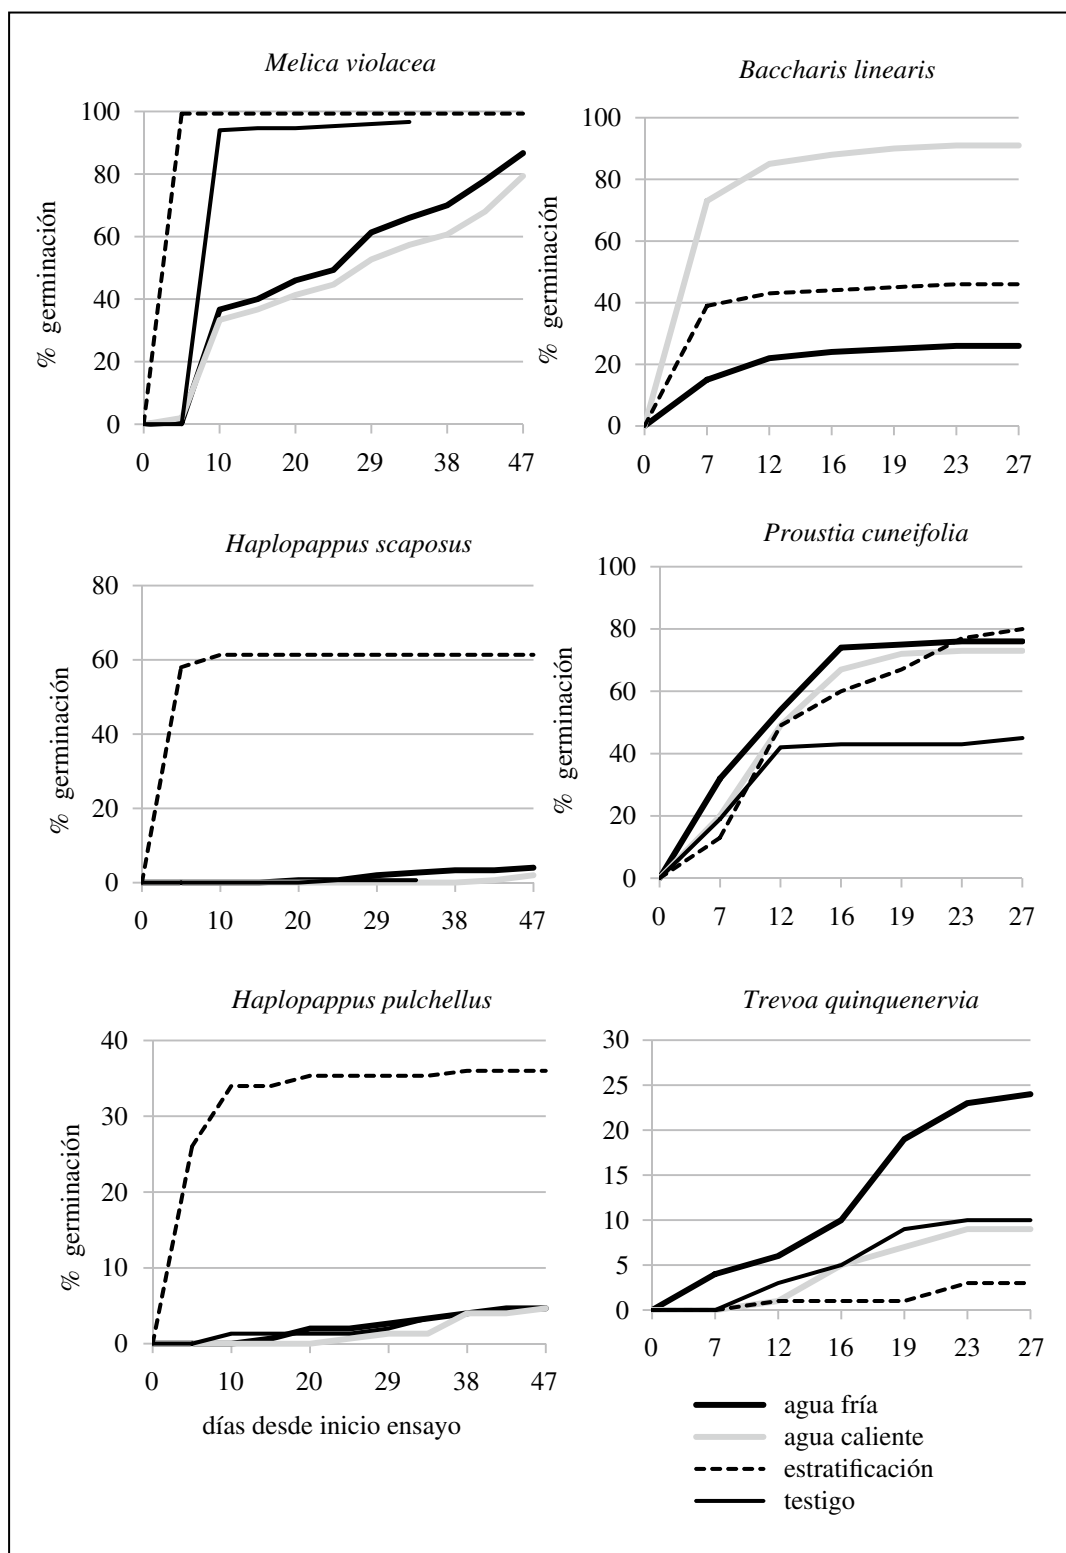 Melica violacea
100
80
60
40
20
0
% germinación
0 10 20 29 38 47
Baccharis linearis
100
80
60
40
20
0
% germinación
0 7 12 16 19 23 27
Haplopappus scaposus
80
60
40
20
0
% germinación
0 10 20 29 38 47
Proustia cuneifolia
100
80
60
40
20
0
% germinación
0 7 12 16 19 23 27
Haplopappus pulchellus
40
30
20
10
0
% germinación
0 10 20 29 38 47
días desde inicio ensayo
Trevoa quinquenervia
30
25
20
15
10
5
0
0 7 12 16 19 23 27
agua fría
agua caliente
estratificación
testigo